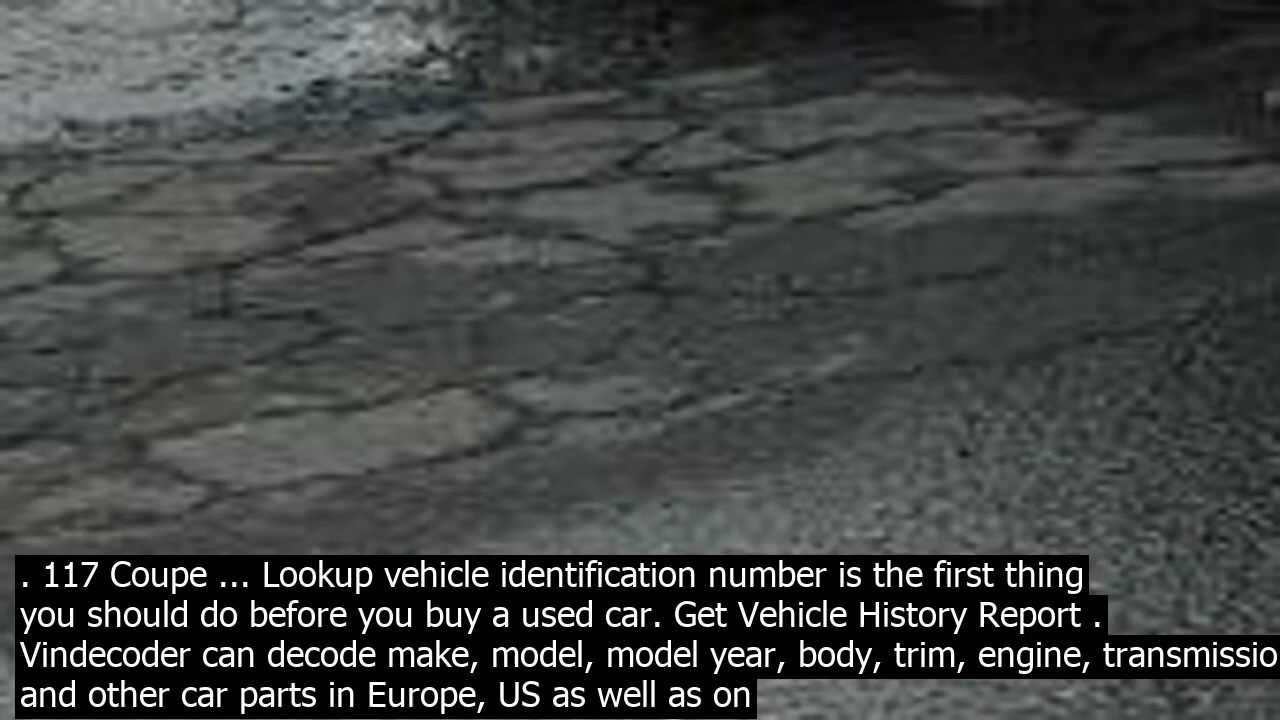 . 117 Coupe ... Lookup vehicle identification number is the first thing
you should do before you buy a used car. Get Vehicle History Report .
Vindecoder can decode make, model, model year, body, trim, engine, transmissio
and other car parts in Europe, US as well as on